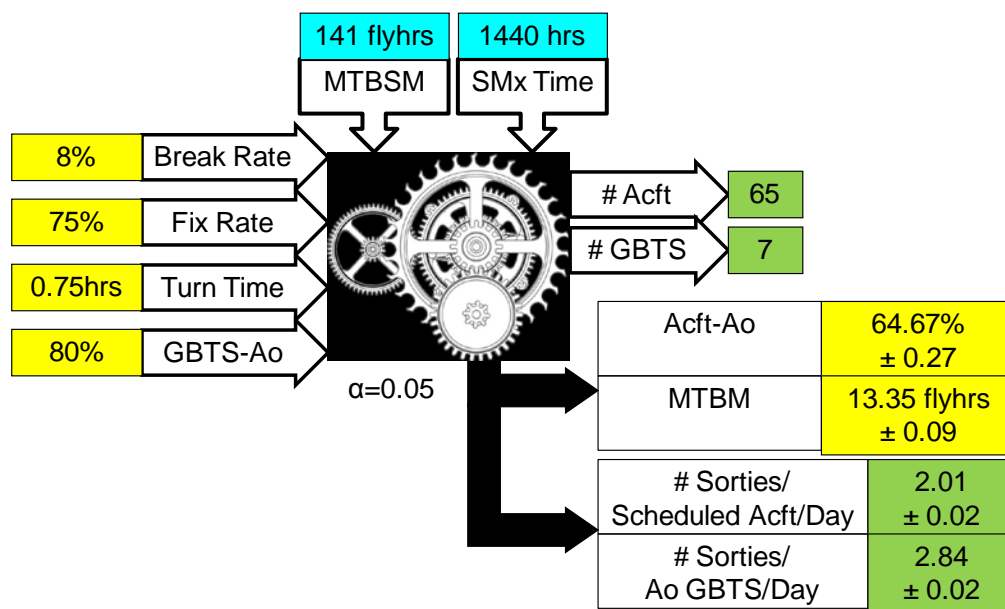 141 flyhrs
MTBSM
1440 hrs
SMx Time
8%
Break Rate
75%
Fix Rate
0.75hrs
Turn Time
80%
GBTS-Ao
α=0.05
# Acft
65
# GBTS
7
Acft-Ao
64.67%
± 0.27
MTBM
13.35 flyhrs
± 0.09
# Sorties/
Scheduled Acft/Day
2.01
± 0.02
# Sorties/
Ao GBTS/Day
2.84
± 0.02